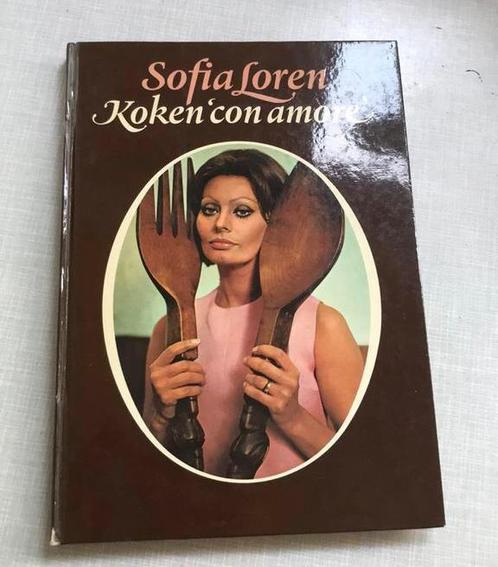 Sofia Loren
Koken ‘con amore’